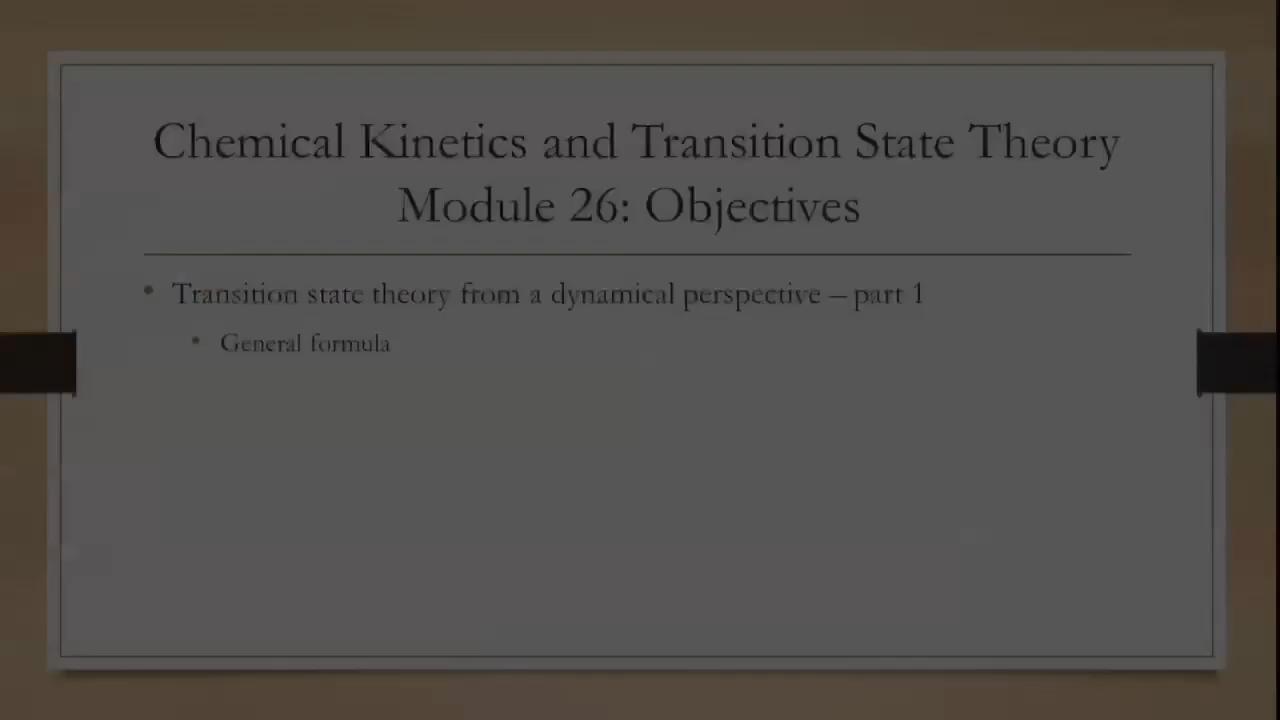 Chemical Kinetics and Transition State Theory
Module 26: Objectives
• Transition state theory from a dynamical perspective – part 1
• General formula